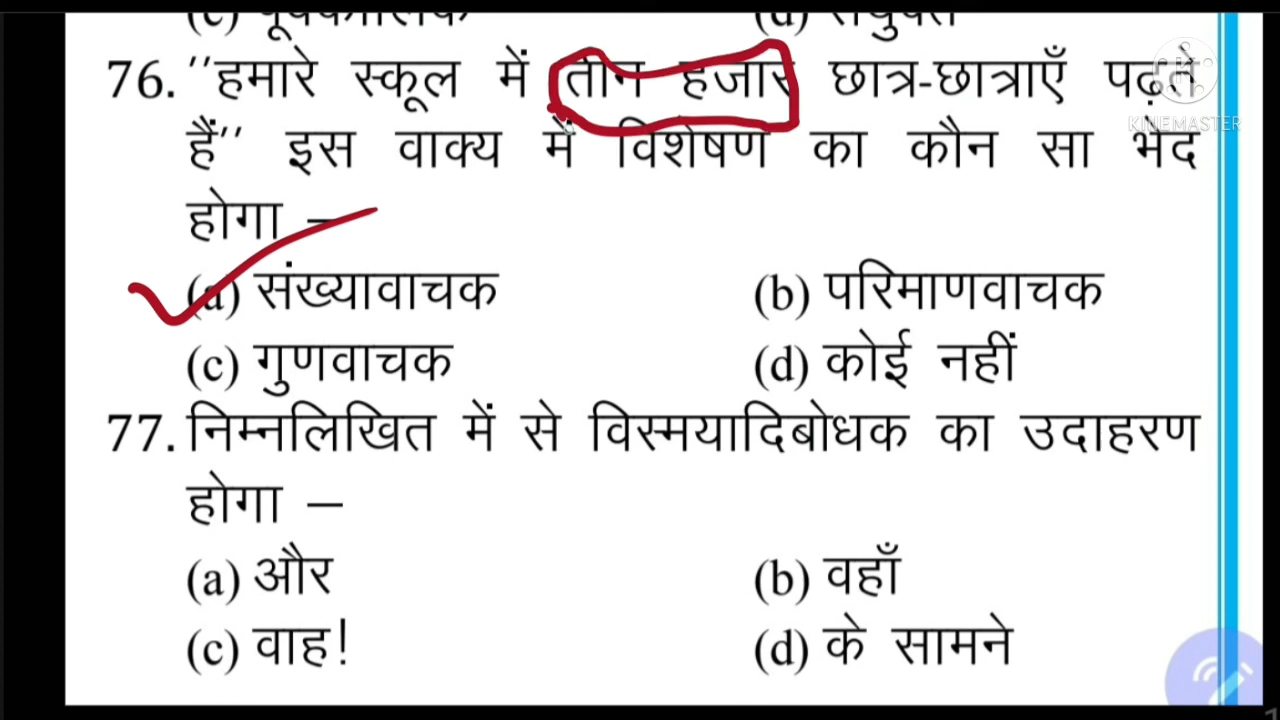 76. ''हमारे स्कूल में तीन हजार छात्र-छात्राएँ पढ़ते
KINEMASTER
हैं'' इस वाक्य में विशेषण का कौन सा भेद
होगा –
(a) संख्यावाचक (b) परिमाणवाचक
(c) गुणवाचक (d) कोई नहीं
77. निम्नलिखित में से विस्मयादिबोधक का उदाहरण
होगा –
(a) और (b) वहाँ
(c) वाह! (d) के सामने